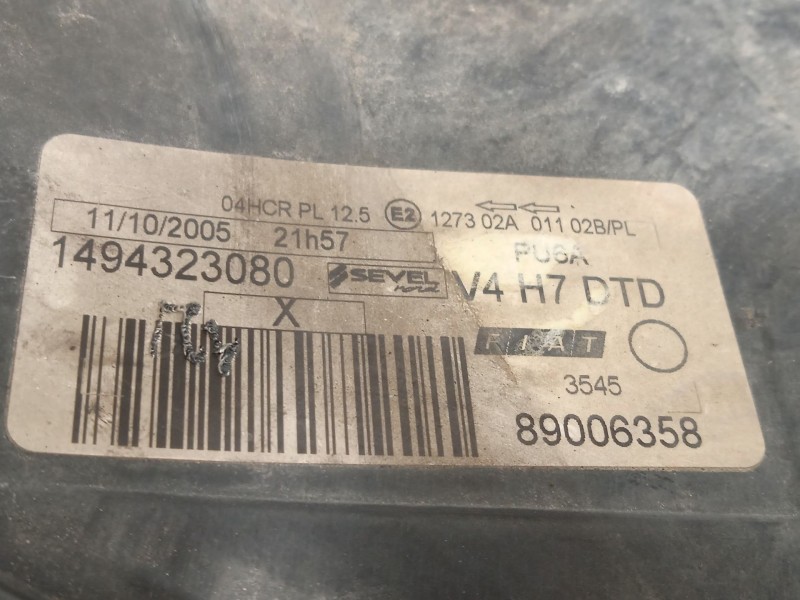 04HCR PL 12.5 E2 1273 02A 011 02B/PL
11/10/2005 21h57
PU6A
1494323080 SEVEL V4 H7 DTD
X
FIAT
3545
89006358